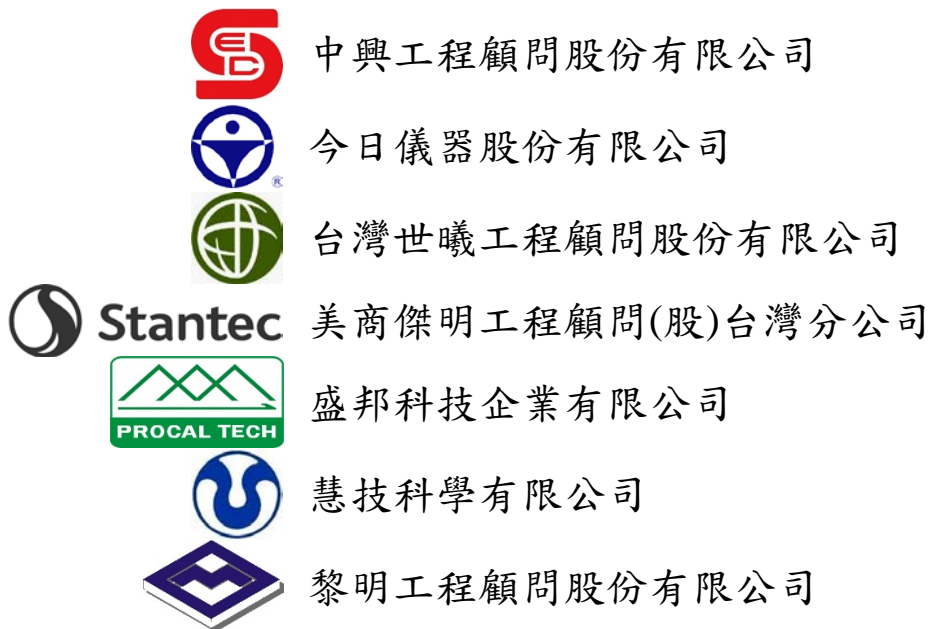 SEC 中興工程顧問股份有限公司
® 今日儀器股份有限公司
台灣世曦工程顧問股份有限公司
Stantec 美商傑明工程顧問(股)台灣分公司
PROCAL TECH 盛邦科技企業有限公司
慧技科學有限公司
黎明工程顧問股份有限公司